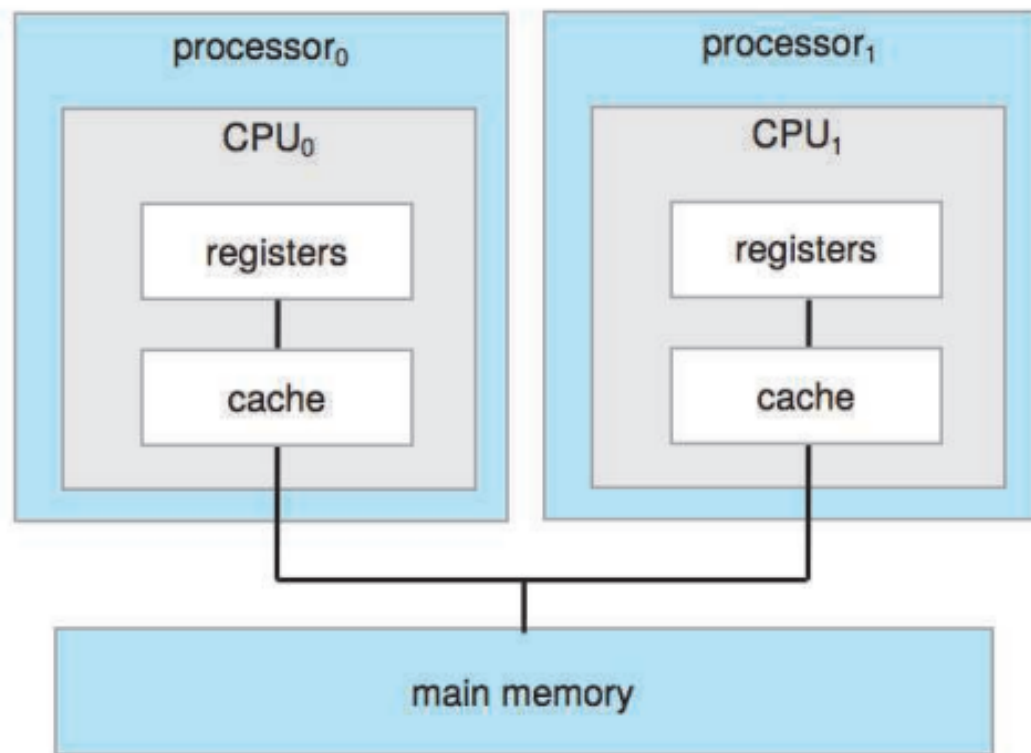 processor₀
CPU₀
registers
cache
processor₁
CPU₁
registers
cache
main memory